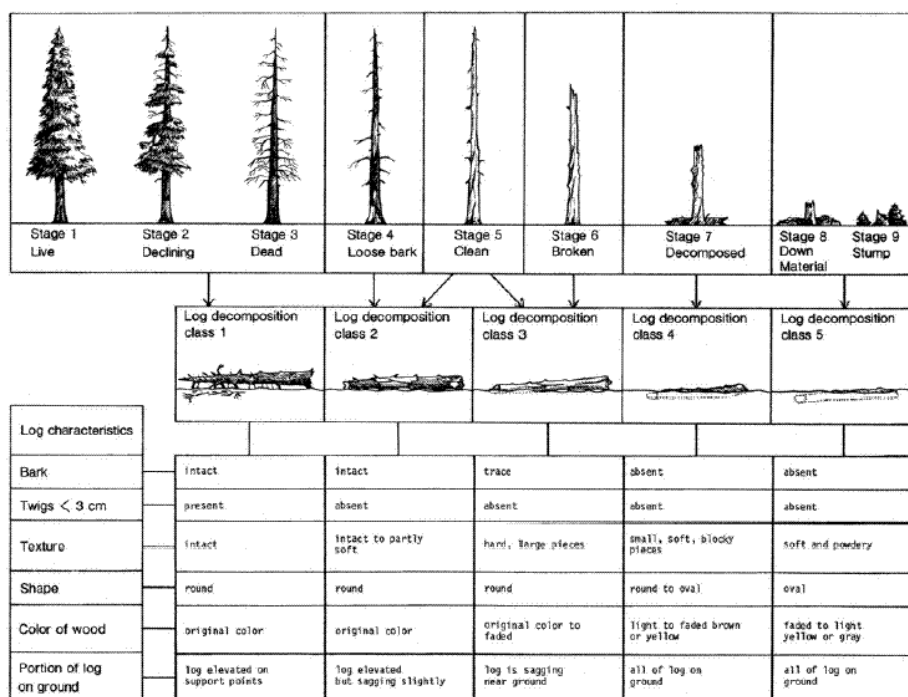 Stage 1
Live
Stage 2
Declining
Stage 3
Dead
Stage 4
Loose bark
Stage 5
Clean
Stage 6
Broken
Stage 7
Decomposed
Stage 8
Down
Material
Stage 9
Stump
Log decomposition
class 1
Log decomposition
class 2
Log decomposition
class 3
Log decomposition
class 4
Log decomposition
class 5
Log characteristics
Bark
intact
intact
trace
absent
absent
Twigs < 3 cm
present
absent
absent
absent
absent
Texture
intact
intact to partly
soft
hard, large pieces
small, soft, blocky
pieces
soft and powdery
Shape
round
round
round
round to oval
oval
Color of wood
original color
original color
original color to
faded
light to faded brown
or yellow
faded to light
yellow or gray
Portion of log
on ground
log elevated on
support points
log elevated
but sagging slightly
log is sagging
near ground
all of log on
ground
all of log on
ground